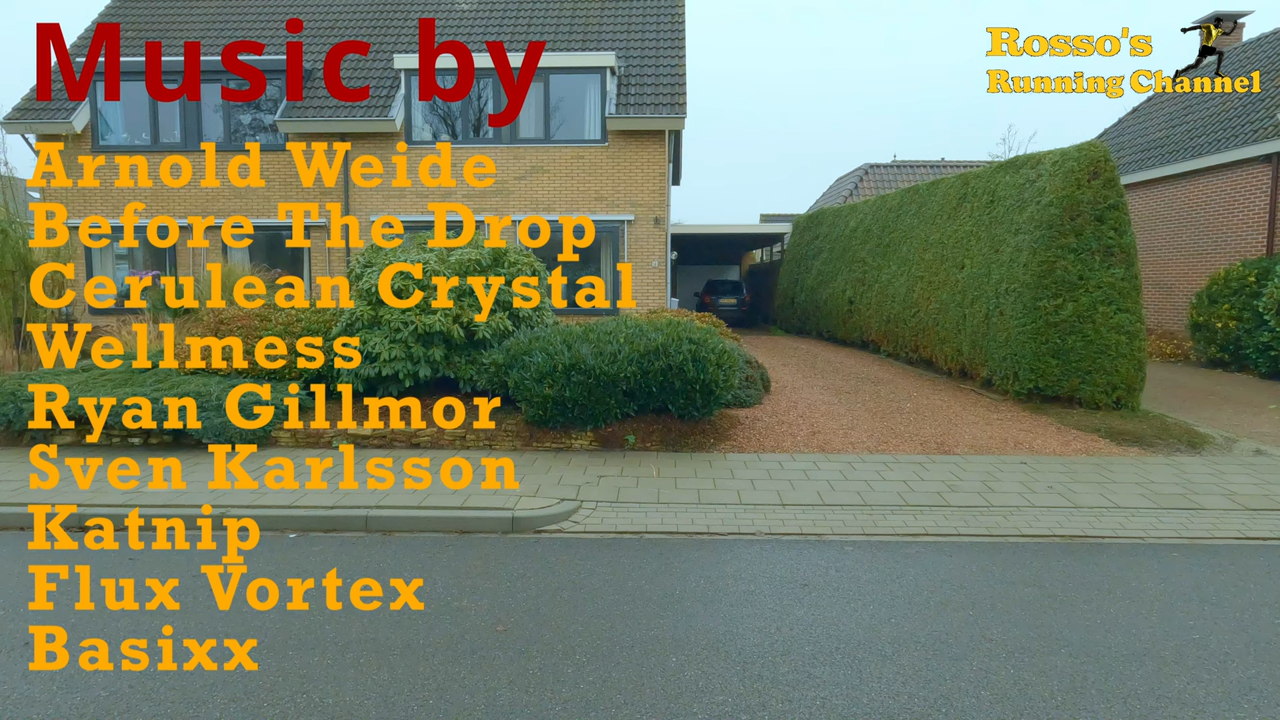 Music by
Rosso's
Running Channel
Arnold Weide
Before The Drop
Cerulean Crystal
Wellmess
Ryan Gillmor
Sven Karlsson
Katnip
Flux Vortex
Basixx